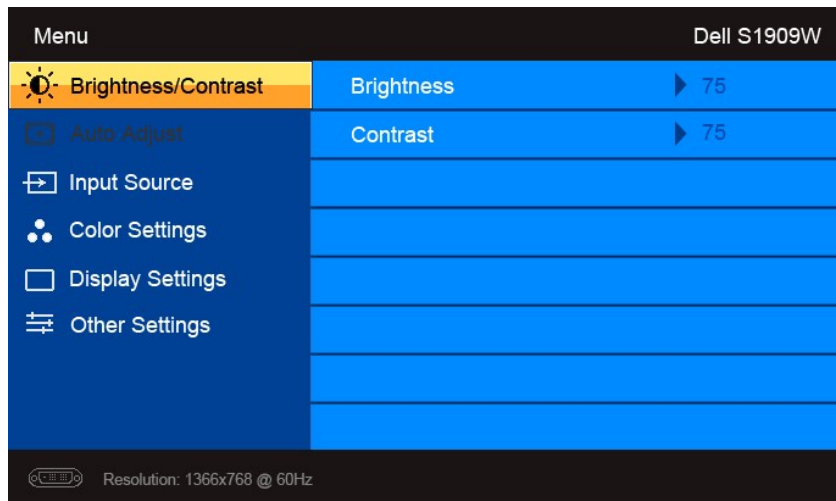 Menu Dell S1909W
Brightness/Contrast Brightness 75
Auto Adjust Contrast 75
Input Source
Color Settings
Display Settings
Other Settings
Resolution: 1366x768 @ 60Hz